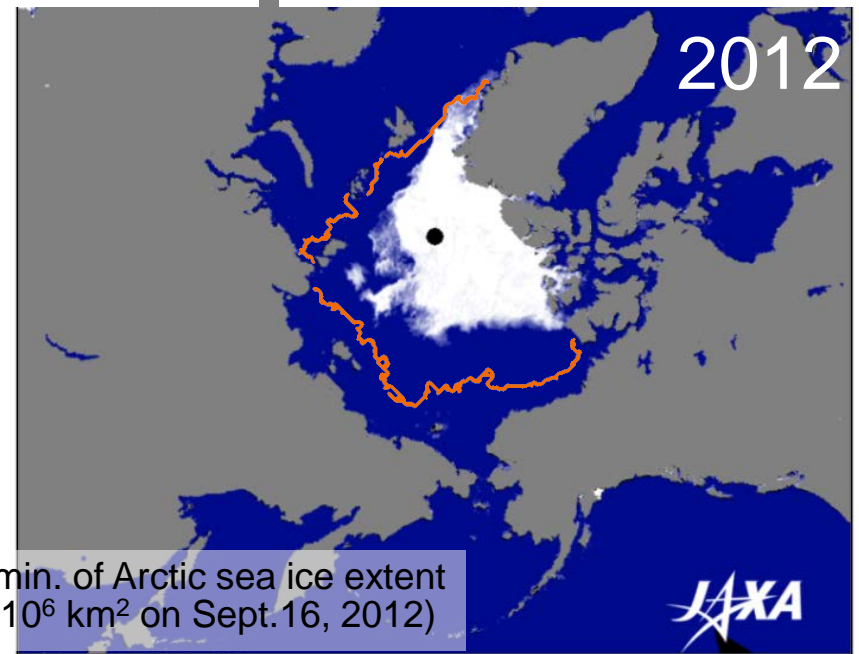 2012
min. of Arctic sea ice extent
10⁶ km² on Sept.16, 2012)
JAXA